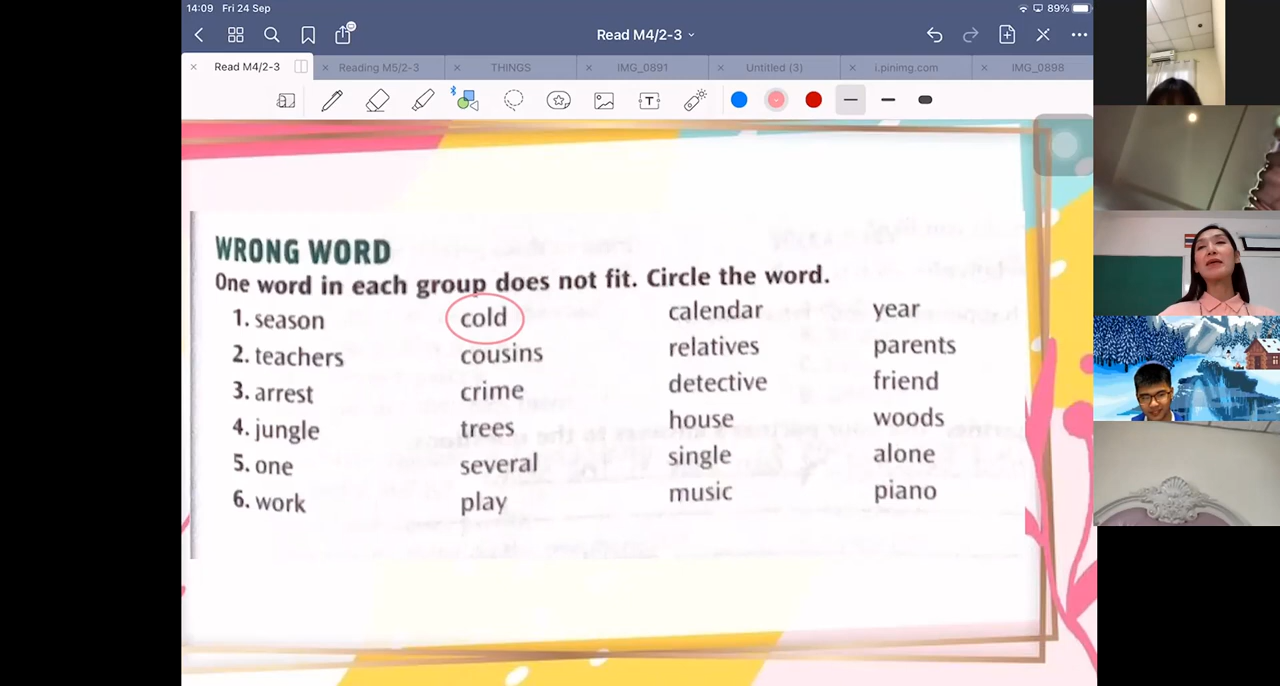 14:09 Fri 24 Sep
89%
Read M4/2-3
Read M4/2-3 Reading M5/2-3 THINGS IMG_0891 Untitled (3) i.pinimg.com IMG_0898
T
WRONG WORD
One word in each group does not fit. Circle the word.
1. season cold calendar year
2. teachers cousins relatives parents
3. arrest crime detective friend
4. jungle trees house woods
5. one several single alone
6. work play music piano